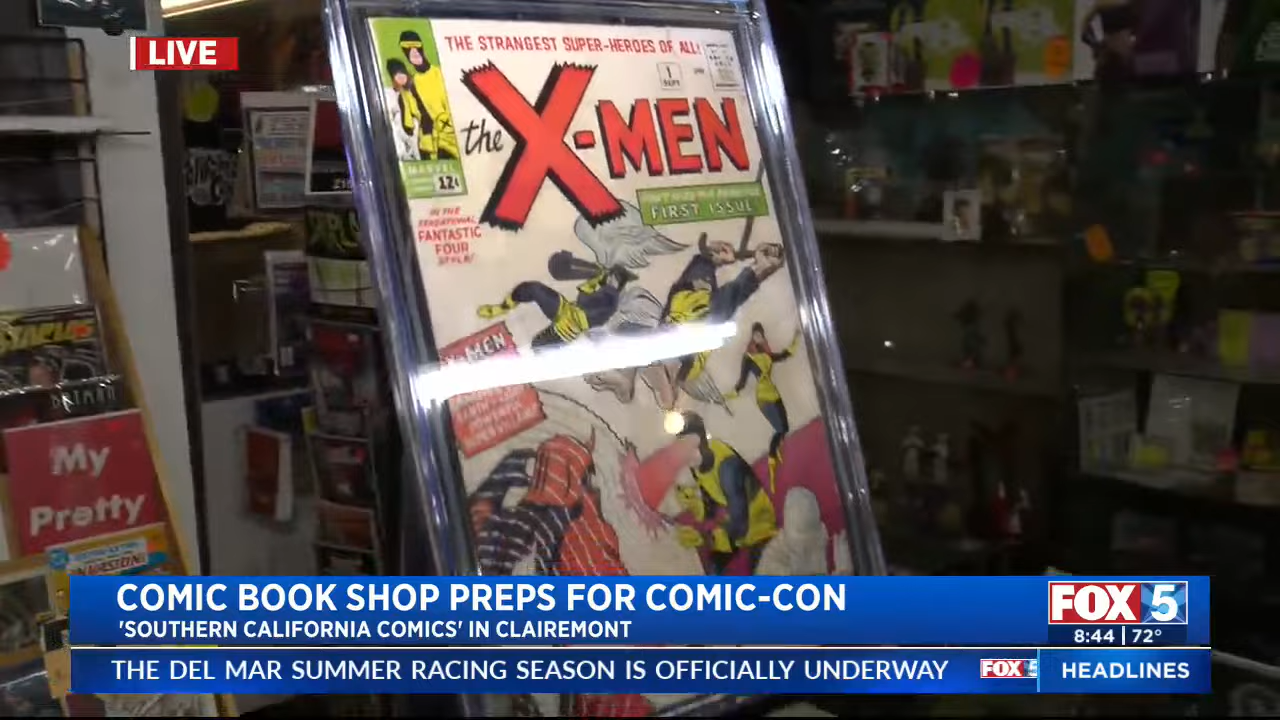 LIVE
THE STRANGEST SUPER-HEROES OF ALL!
1
SEPT
the X-MEN
MARVEL
12¢
FIRST ISSUE
IN THE
SENSATIONAL
FANTASTIC
FOUR
STYLE!
X-MEN
BATMAN
My
Pretty
COMIC BOOK SHOP PREPS FOR COMIC-CON
'SOUTHERN CALIFORNIA COMICS' IN CLAIREMONT
FOX 5
8:44 | 72°
THE DEL MAR SUMMER RACING SEASON IS OFFICIALLY UNDERWAY
FOX 5
HEADLINES